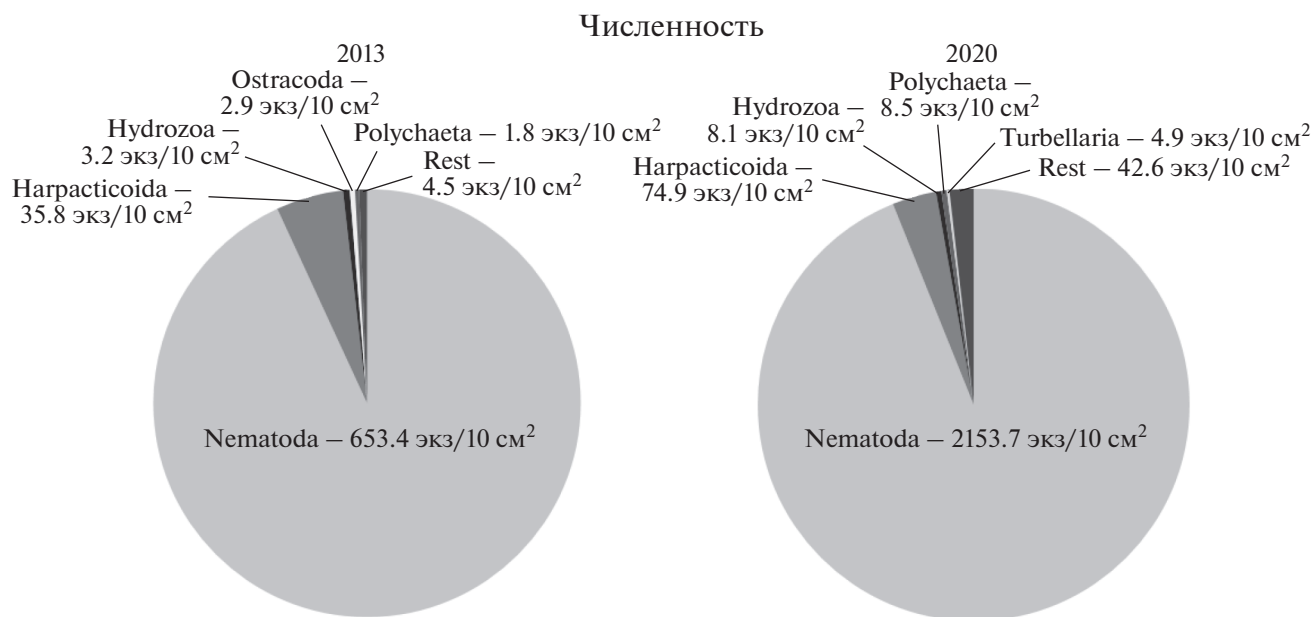 Численность
2013
Ostracoda –
2.9 экз/10 см²
Hydrozoa –
3.2 экз/10 см²
Polychaeta – 1.8 экз/10 см²
Rest –
4.5 экз/10 см²
Harpacticoida –
35.8 экз/10 см²
Nematoda – 653.4 экз/10 см²
2020
Polychaeta –
8.5 экз/10 см²
Hydrozoa –
8.1 экз/10 см²
Turbellaria – 4.9 экз/10 см²
Harpacticoida –
74.9 экз/10 см²
Rest – 42.6 экз/10 см²
Nematoda – 2153.7 экз/10 см²